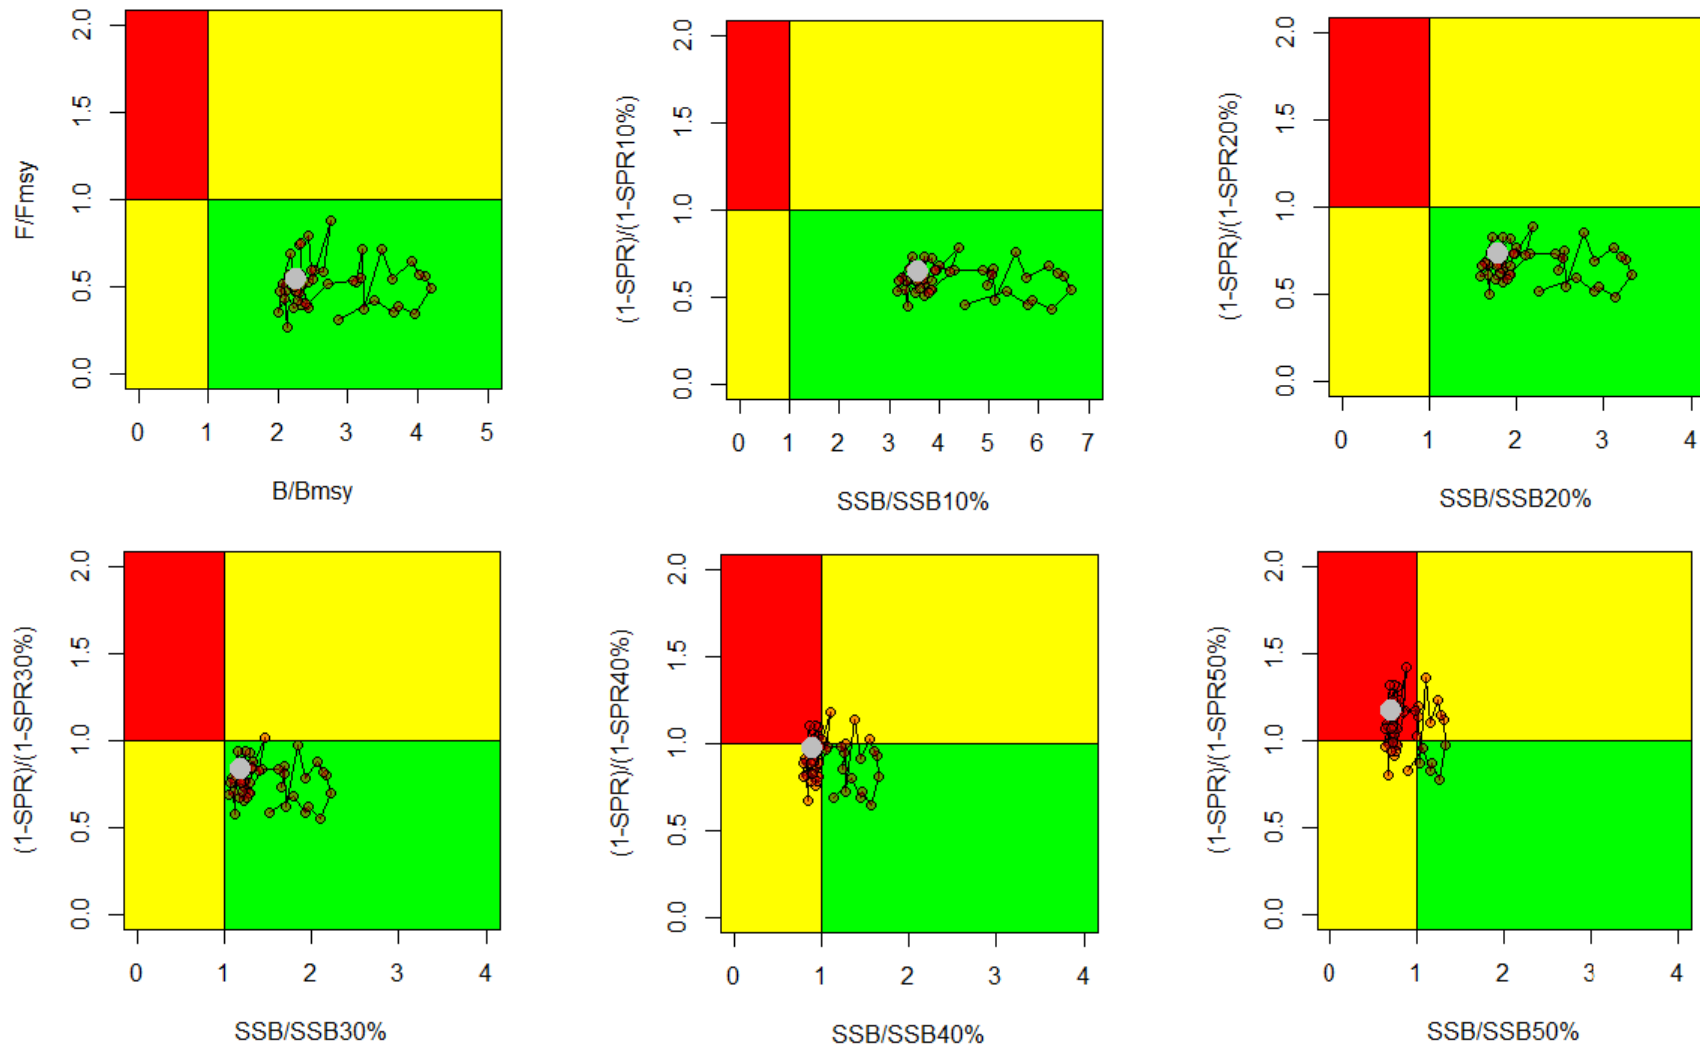 2.0
1.5
1.0
0.5
0.0
F/Fmsy
0 1 2 3 4 5
B/Bmsy
2.0
1.5
1.0
0.5
0.0
(1-SPR)/(1-SPR10%)
0 1 2 3 4 5 6 7
SSB/SSB10%
2.0
1.5
1.0
0.5
0.0
(1-SPR)/(1-SPR20%)
0 1 2 3 4
SSB/SSB20%
2.0
1.5
1.0
0.5
0.0
(1-SPR)/(1-SPR30%)
0 1 2 3 4
SSB/SSB30%
2.0
1.5
1.0
0.5
0.0
(1-SPR)/(1-SPR40%)
0 1 2 3 4
SSB/SSB40%
2.0
1.5
1.0
0.5
0.0
(1-SPR)/(1-SPR50%)
0 1 2 3 4
SSB/SSB50%